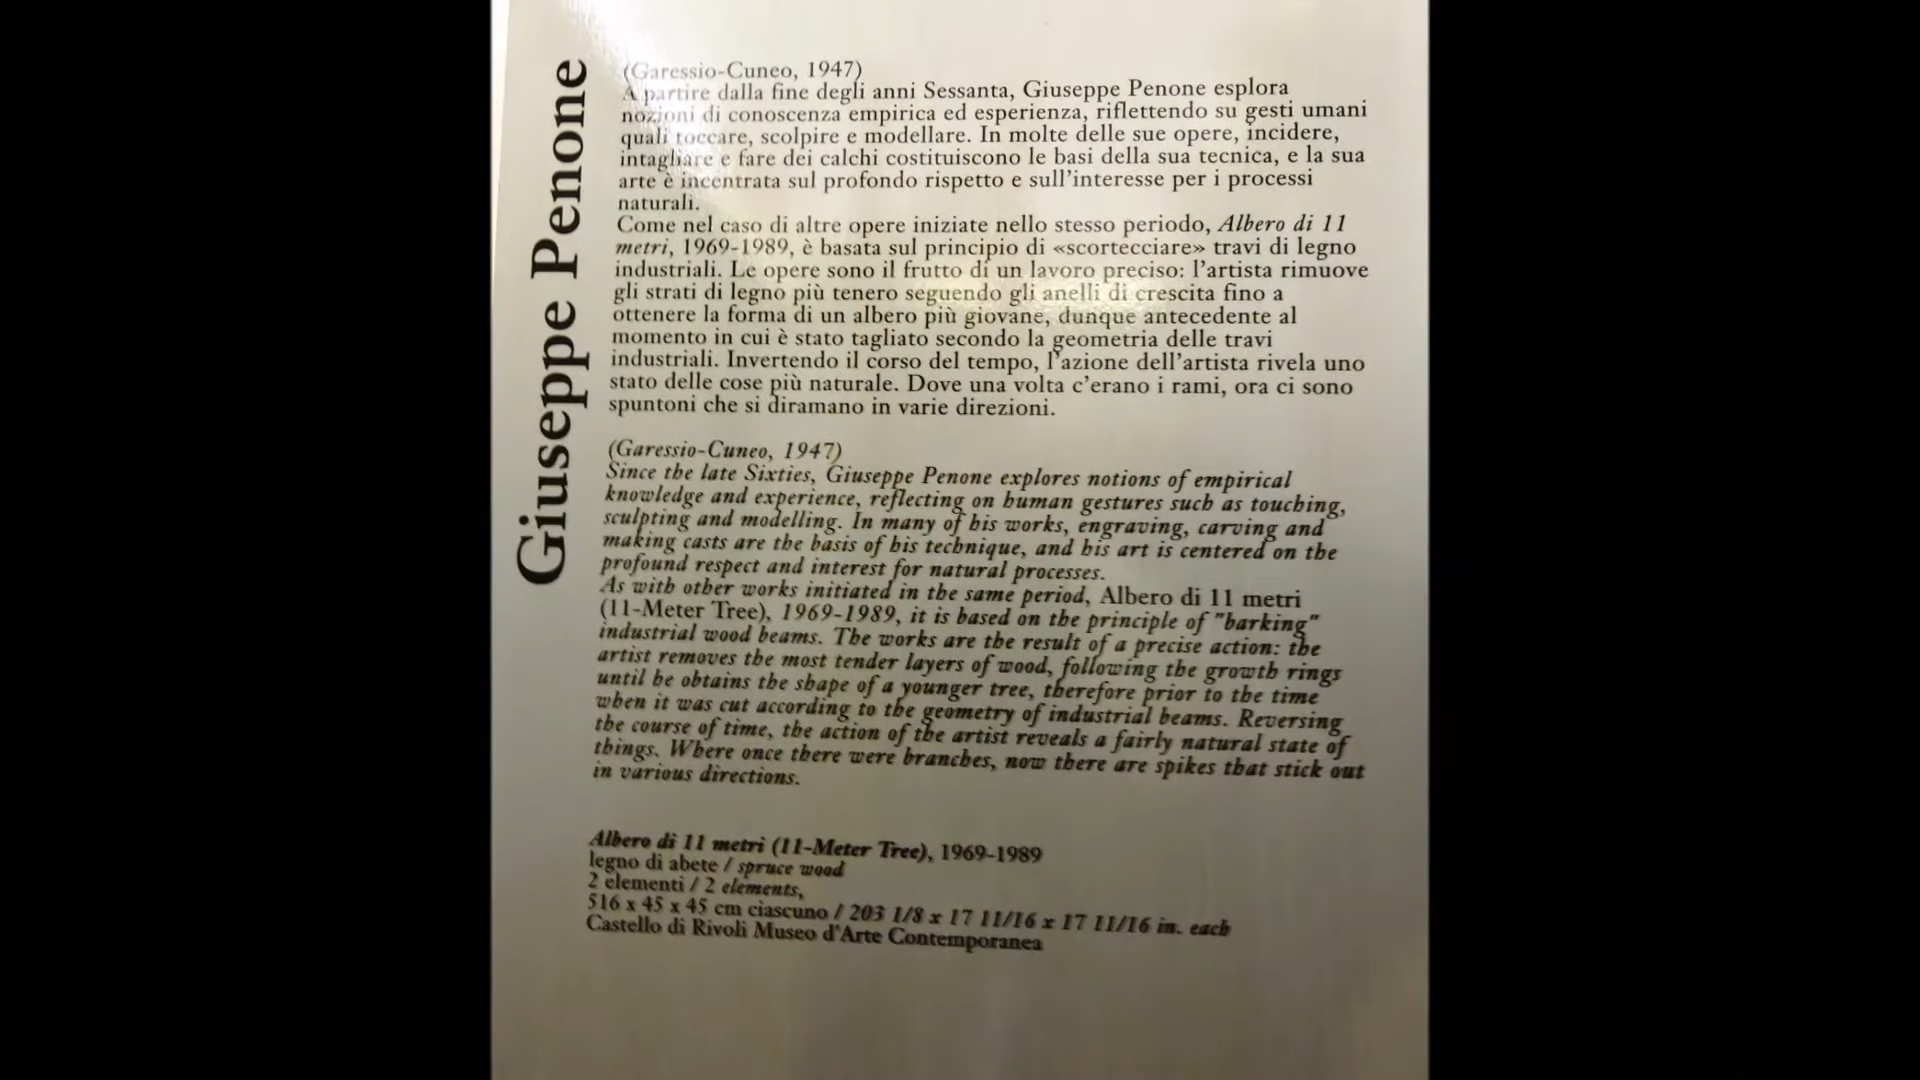 Giuseppe Penone
(Garessio-Cuneo, 1947)
A partire dalla fine degli anni Sessanta, Giuseppe Penone esplora
nozioni di conoscenza empirica ed esperienza, riflettendo su gesti umani
quali toccare, scolpire e modellare. In molte delle sue opere, incidere,
intagliare e fare dei calchi costituiscono le basi della sua tecnica, e la sua
arte è incentrata sul profondo rispetto e sull'interesse per i processi
naturali.
Come nel caso di altre opere iniziate nello stesso periodo, Albero di 11
metri, 1969-1989, è basata sul principio di «scortecciare» travi di legno
industriali. Le opere sono il frutto di un lavoro preciso: l'artista rimuove
gli strati di legno più tenero seguendo gli anelli di crescita fino a
ottenere la forma di un albero più giovane, dunque antecedente al
momento in cui è stato tagliato secondo la geometria delle travi
industriali. Invertendo il corso del tempo, l'azione dell'artista rivela uno
stato delle cose più naturale. Dove una volta c'erano i rami, ora ci sono
spuntoni che si diramano in varie direzioni.
(Garessio-Cuneo, 1947)
Since the late Sixties, Giuseppe Penone explores notions of empirical
knowledge and experience, reflecting on human gestures such as touching,
sculpting and modelling. In many of his works, engraving, carving and
making casts are the basis of his technique, and his art is centered on the
profound respect and interest for natural processes.
As with other works initiated in the same period, Albero di 11 metri
(11-Meter Tree), 1969-1989, it is based on the principle of "barking"
industrial wood beams. The works are the result of a precise action: the
artist removes the most tender layers of wood, following the growth rings
until he obtains the shape of a younger tree, therefore prior to the time
when it was cut according to the geometry of industrial beams. Reversing
the course of time, the action of the artist reveals a fairly natural state of
things. Where once there were branches, now there are spikes that stick out
in various directions.
Albero di 11 metri (11-Meter Tree), 1969-1989
legno di abete / spruce wood
2 elementi / 2 elements,
516 x 45 x 45 cm ciascuno / 203 1/8 x 17 11/16 x 17 11/16 in. each
Castello di Rivoli Museo d'Arte Contemporanea